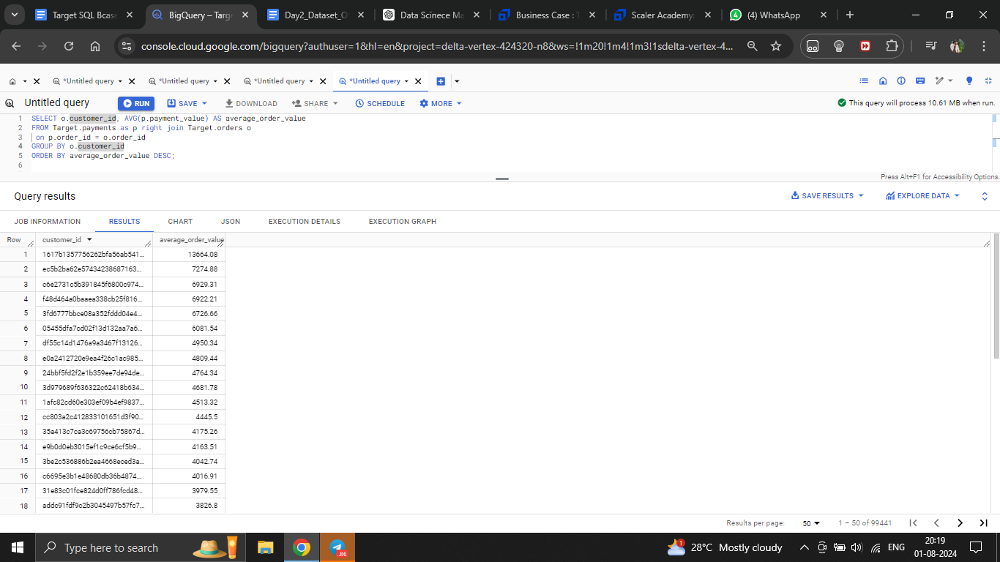 Target SQL Bcase
BigQuery – Targe
Day2_Dataset_O
Data Scinece Ma
Business Case : T
Scaler Academy
(4) WhatsApp
console.cloud.google.com/bigquery?authuser=1&hl=en&project=delta-vertex-424320-n8&ws=!1m20!1m4!1m3!1sdelta-vertex-4...
*Untitled query
*Untitled query
*Untitled query
*Untitled query
Untitled query
RUN
SAVE
DOWNLOAD
SHARE
SCHEDULE
MORE
This query will process 10.61 MB when run.
1 SELECT o.customer_id, AVG(p.payment_value) AS average_order_value
2 FROM Target.payments as p right join Target.orders o
3 on p.order_id = o.order_id
4 GROUP BY o.customer_id
5 ORDER BY average_order_value DESC;
6
Press Alt+F1 for Accessibility Options.
Query results
SAVE RESULTS
EXPLORE DATA
JOB INFORMATION
RESULTS
CHART
JSON
EXECUTION DETAILS
EXECUTION GRAPH
Row customer_id average_order_value
1 1617b1357756262bfa56ab541... 13664.08
2 ec5b2ba62e57434238687163... 7274.88
3 c6e2731c5b391845f6800c974... 6929.31
4 f48d464a0baaea338cb25f816... 6922.21
5 3fd6777bbce08a352fddd04e4... 6726.66
6 05455dfa7cd02f13d132aa7a6... 6081.54
7 df55c14d1476a9a3467f13126... 4950.34
8 e0a2412720e9ea4f26c1ac985... 4809.44
9 24bbf5fd2f2e1b359ee7de94de... 4764.34
10 3d979689f636322c62418b634... 4681.78
11 1afc82cd60e303ef09b4ef9837... 4513.32
12 cc803a2c412833101651d3f90... 4445.5
13 35a413c7ca3c69756cb75867d... 4175.26
14 e9b0d0eb3015ef1c9ce6cf5b9... 4163.51
15 3be2c536886b2ea4668eced3a... 4042.74
16 c6695e3b1e48680db36b4874... 4016.91
17 31e83c01fce824d0ff786fcd48... 3979.55
18 addc91fdf9c2b3045497b57fc7... 3826.8
Results per page: 50 1 – 50 of 99441
Type here to search
.86
1
28°C Mostly cloudy
ENG
20:19
01-08-2024